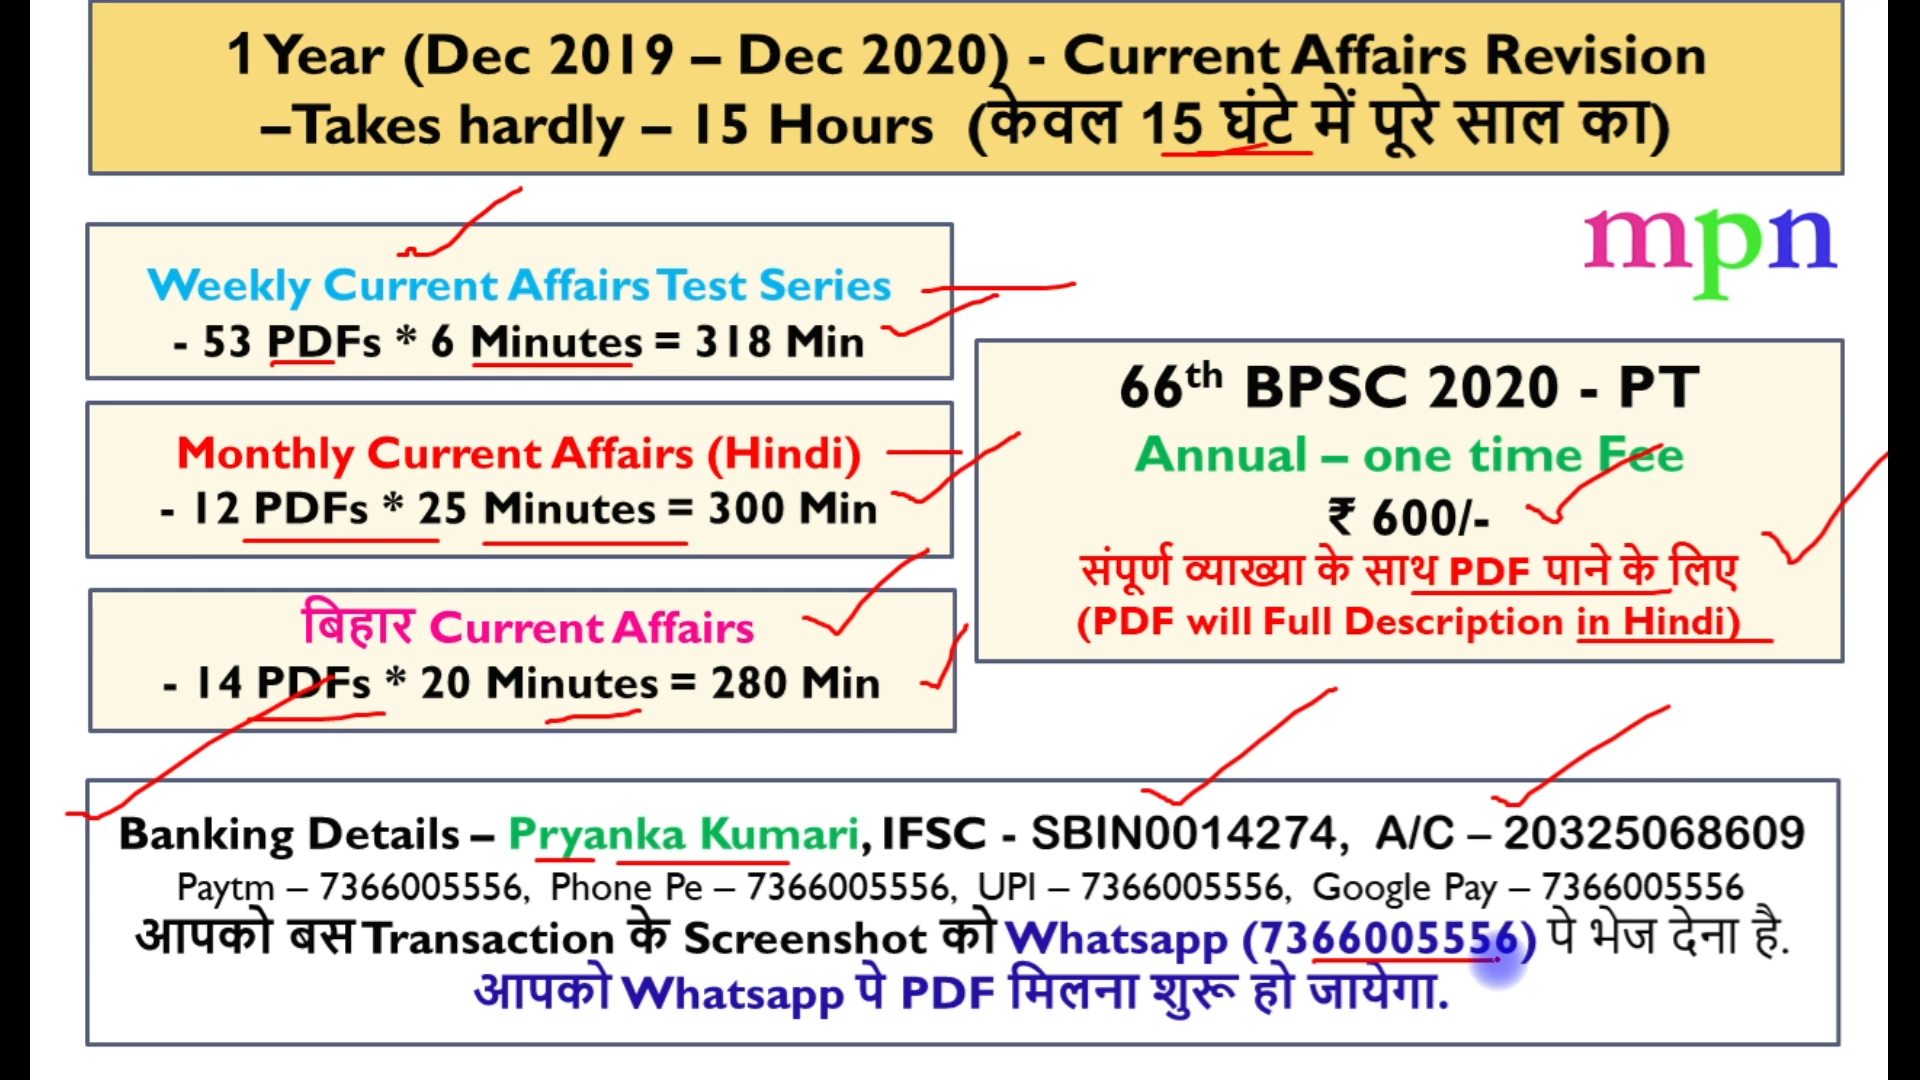 1 Year (Dec 2019 – Dec 2020) - Current Affairs Revision
–Takes hardly – 15 Hours (केवल 15 घंटे में पूरे साल का)
mpn
Weekly Current Affairs Test Series
- 53 PDFs * 6 Minutes = 318 Min
Monthly Current Affairs (Hindi)
- 12 PDFs * 25 Minutes = 300 Min
बिहार Current Affairs
- 14 PDFs * 20 Minutes = 280 Min
66th BPSC 2020 - PT
Annual – one time Fee
₹ 600/-
संपूर्ण व्याख्या के साथ PDF पाने के लिए
(PDF will Full Description in Hindi)
Banking Details – Pryanka Kumari, IFSC - SBIN0014274, A/C – 20325068609
Paytm – 7366005556, Phone Pe – 7366005556, UPI – 7366005556, Google Pay – 7366005556
आपको बस Transaction के Screenshot को Whatsapp (7366005556) पे भेज देना है.
आपको Whatsapp पे PDF मिलना शुरू हो जायेगा.